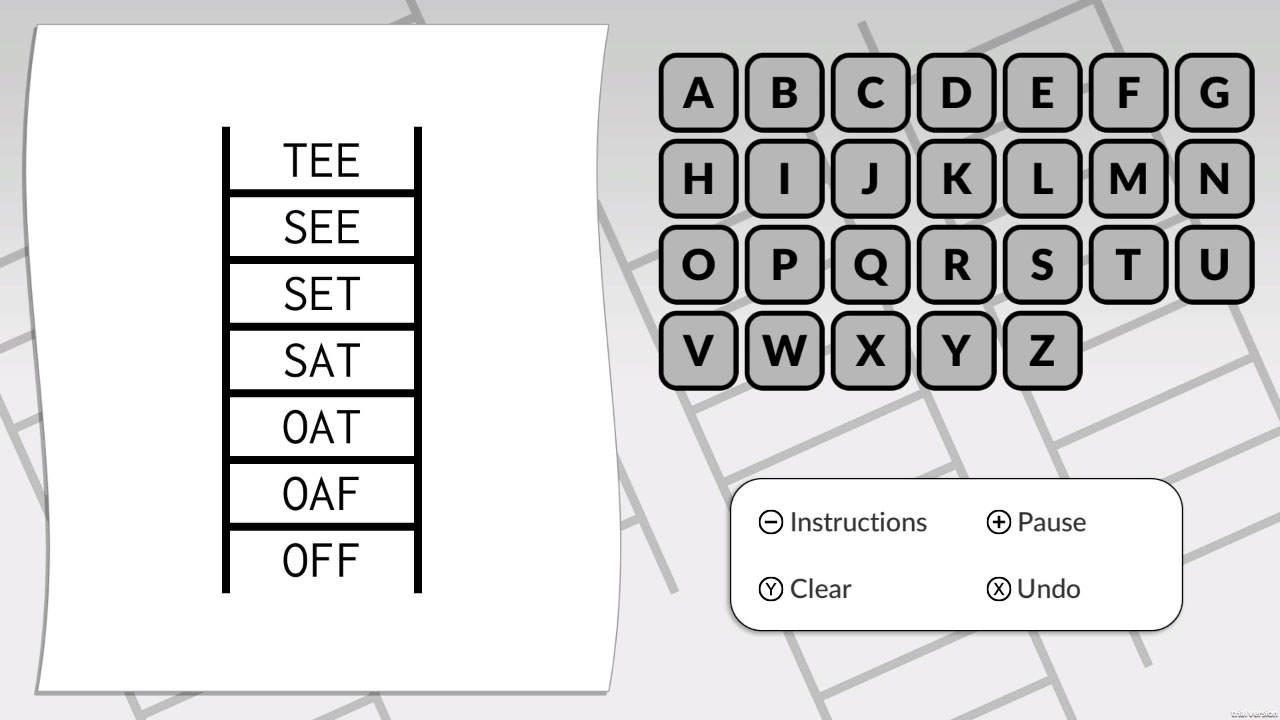 TEE
SEE
SET
SAT
OAT
OAF
OFF
A B C D E F G
H I J K L M N
O P Q R S T U
V W X Y Z
− Instructions
+ Pause
Y Clear
X Undo
trial version